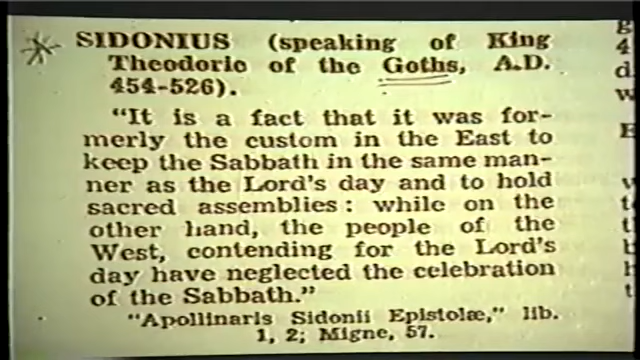 SIDONIUS (speaking of King
Theodoric of the Goths, A.D.
454-526).
"It is a fact that it was for-
merly the custom in the East to
keep the Sabbath in the same man-
ner as the Lord's day and to hold
sacred assemblies: while on the
other hand, the people of the
West, contending for the Lord's
day have neglected the celebration
of the Sabbath."
"Apollinaris Sidonii Epistolæ," lib.
1, 2; Migne, 57.